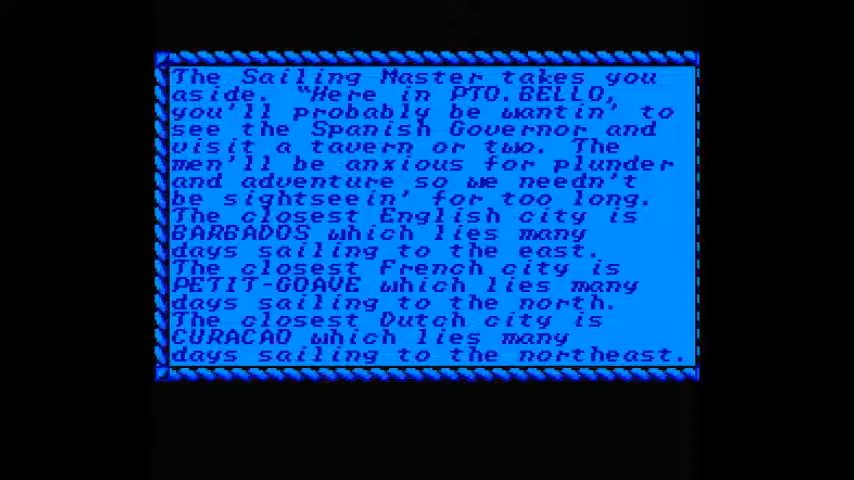 The Sailing Master takes you
aside. "Here in PTO.BELLO,
you'll probably be wantin' to
see the Spanish Governor and
visit a tavern or two. The
men'll be anxious for plunder
and adventure so we needn't
be sightseein' for too long.
The closest English city is
BARBADOS which lies many
days sailing to the east.
The closest French city is
PETIT-GOAVE which lies many
days sailing to the north.
The closest Dutch city is
CURACAO which lies many
days sailing to the northeast.